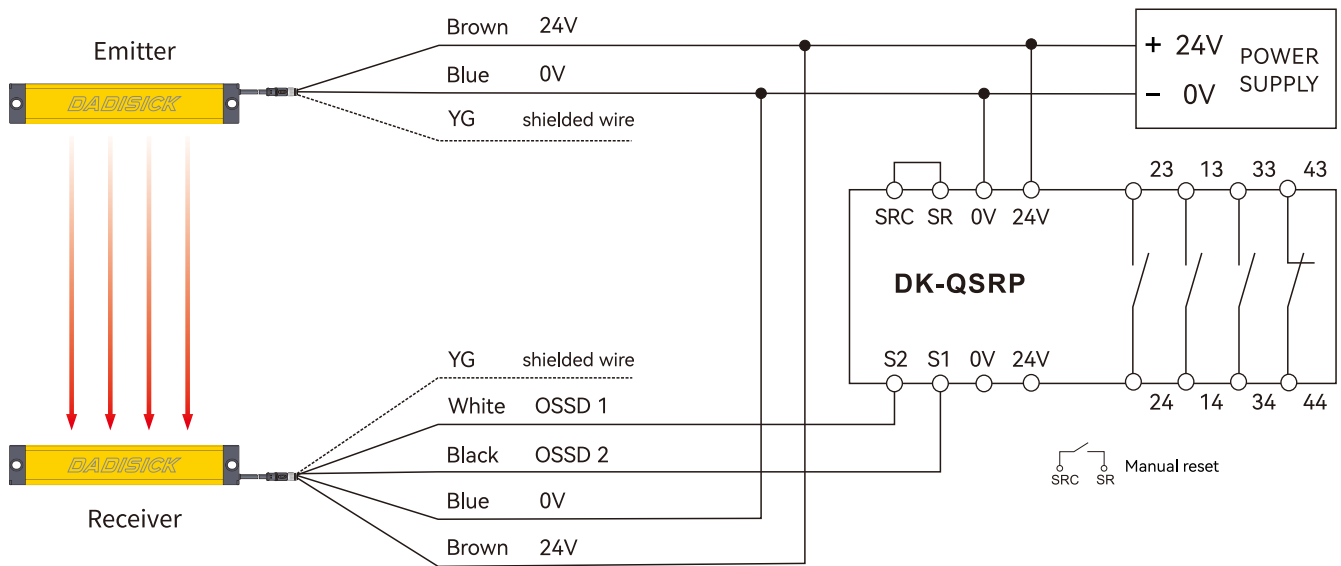 Emitter
DADISICK
Brown 24V
Blue 0V
YG shielded wire
+ 24V
- 0V
POWER
SUPPLY
SRC SR 0V 24V
23 13 33 43
DK-QSRP
S2 S1 0V 24V
24 14 34 44
SRC SR Manual reset
YG shielded wire
White OSSD 1
Black OSSD 2
Blue 0V
Brown 24V
DADISICK
Receiver